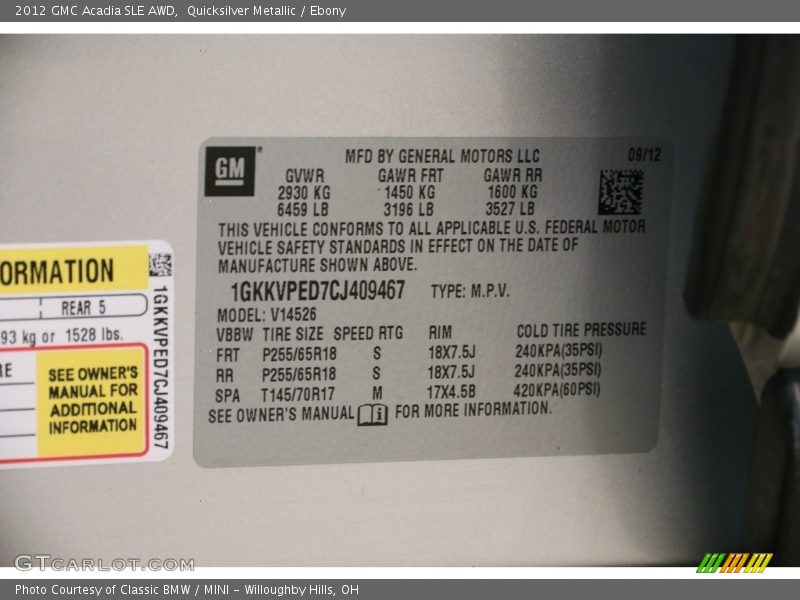 2012 GMC Acadia SLE AWD, Quicksilver Metallic / Ebony
GM
MFD BY GENERAL MOTORS LLC 09/12
GVWR GAWR FRT GAWR RR
2930 KG 1450 KG 1600 KG
6459 LB 3196 LB 3527 LB
THIS VEHICLE CONFORMS TO ALL APPLICABLE U.S. FEDERAL MOTOR
VEHICLE SAFETY STANDARDS IN EFFECT ON THE DATE OF
MANUFACTURE SHOWN ABOVE.
1GKKVPED7CJ409467 TYPE: M.P.V.
MODEL: V14526
VBBW TIRE SIZE SPEED RTG RIM COLD TIRE PRESSURE
FRT P255/65R18 S 18X7.5J 240KPA(35PSI)
RR P255/65R18 S 18X7.5J 240KPA(35PSI)
SPA T145/70R17 M 17X4.5B 420KPA(60PSI)
SEE OWNER'S MANUAL i FOR MORE INFORMATION.
ORMATION
REAR 5
93 kg or 1528 lbs.
RE
SEE OWNER'S
MANUAL FOR
ADDITIONAL
INFORMATION
1GKKVPED7CJ409467
GTCARLOT.COM
Photo Courtesy of Classic BMW / MINI - Willoughby Hills, OH